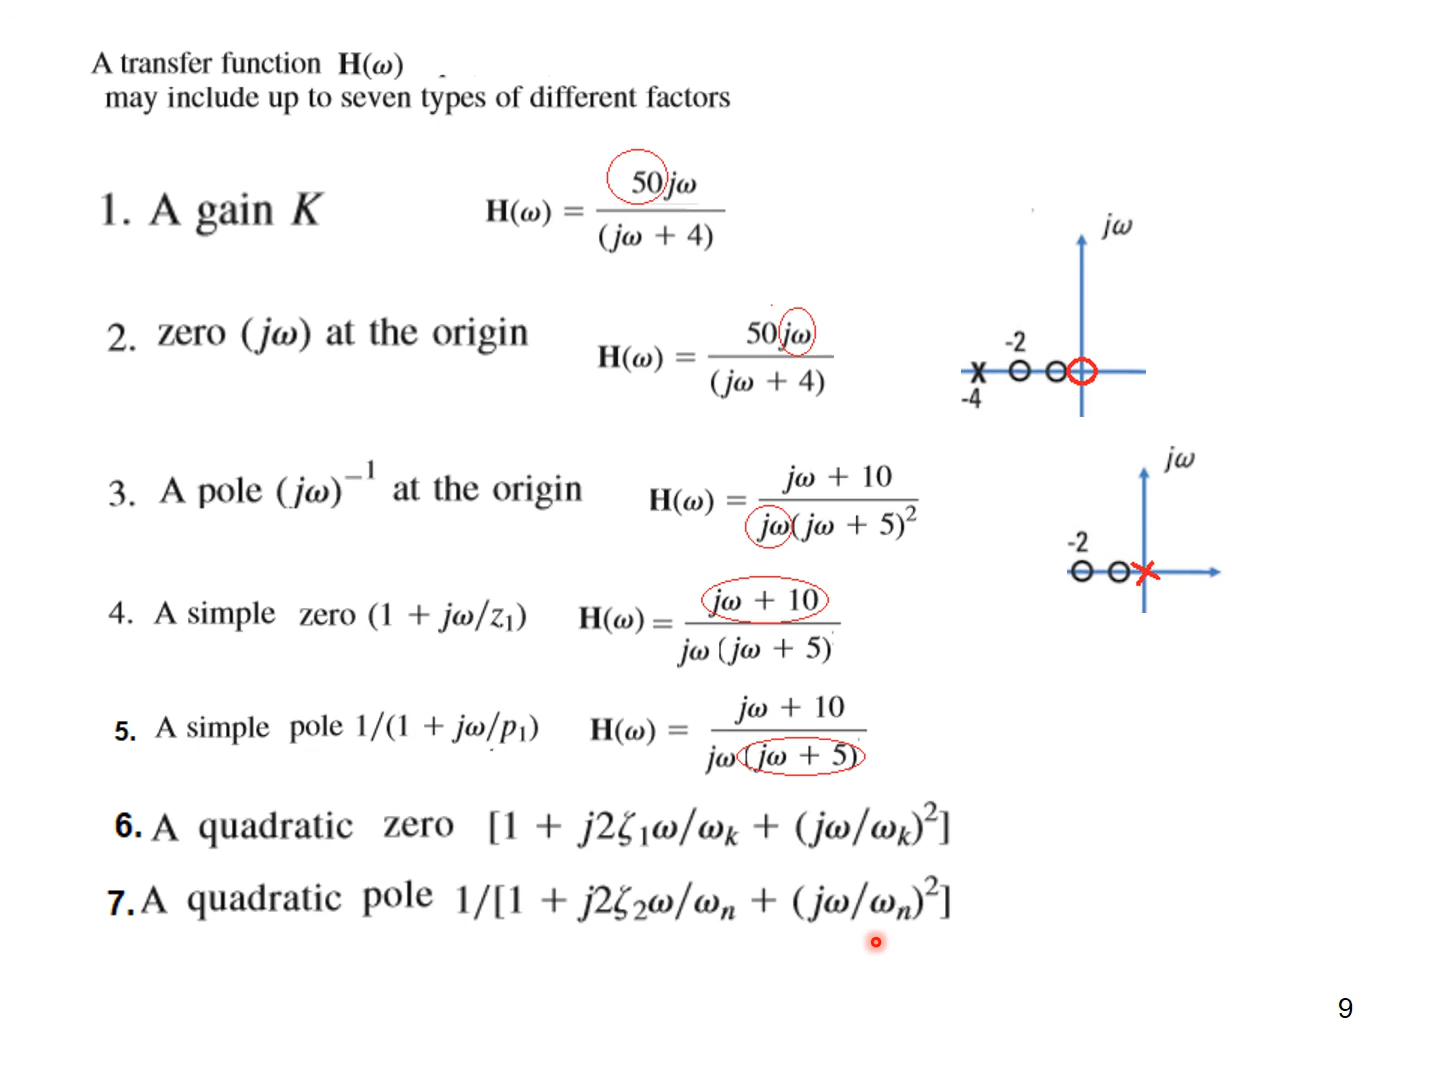 A transfer function H(ω)
may include up to seven types of different factors
1. A gain K
H(ω) = 50jω / (jω + 4)
jω
2. zero (jω) at the origin
H(ω) = 50jω / (jω + 4)
-2
X
-4
3. A pole (jω)⁻¹ at the origin
H(ω) = jω + 10 / jω(jω + 5)²
jω
-2
4. A simple zero (1 + jω/z₁)
H(ω) = jω + 10 / jω (jω + 5)
5. A simple pole 1/(1 + jω/p₁)
H(ω) = jω + 10 / jω (jω + 5)
6. A quadratic zero [1 + j2ζ₁ω/ωₖ + (jω/ωₖ)²]
7. A quadratic pole 1/[1 + j2ζ₂ω/ωₙ + (jω/ωₙ)²]
9